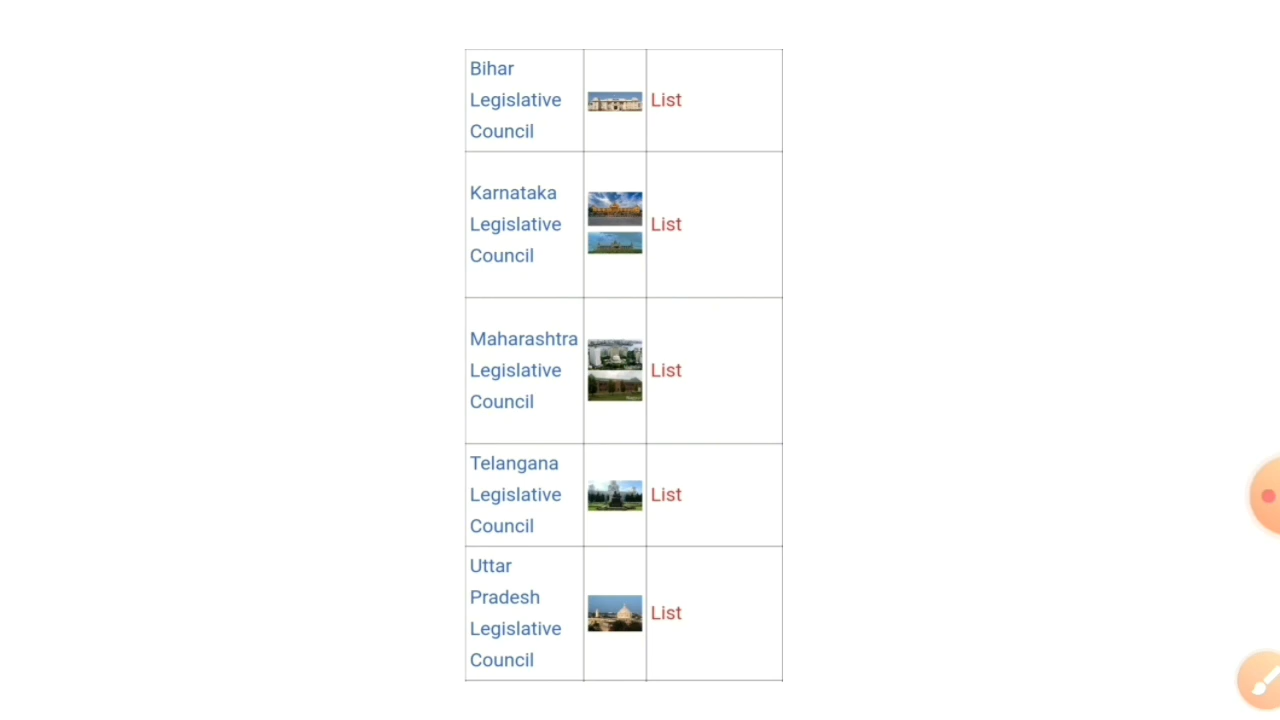 Bihar
Legislative
Council
List
Karnataka
Legislative
Council
List
Maharashtra
Legislative
Council
List
Telangana
Legislative
Council
List
Uttar
Pradesh
Legislative
Council
List